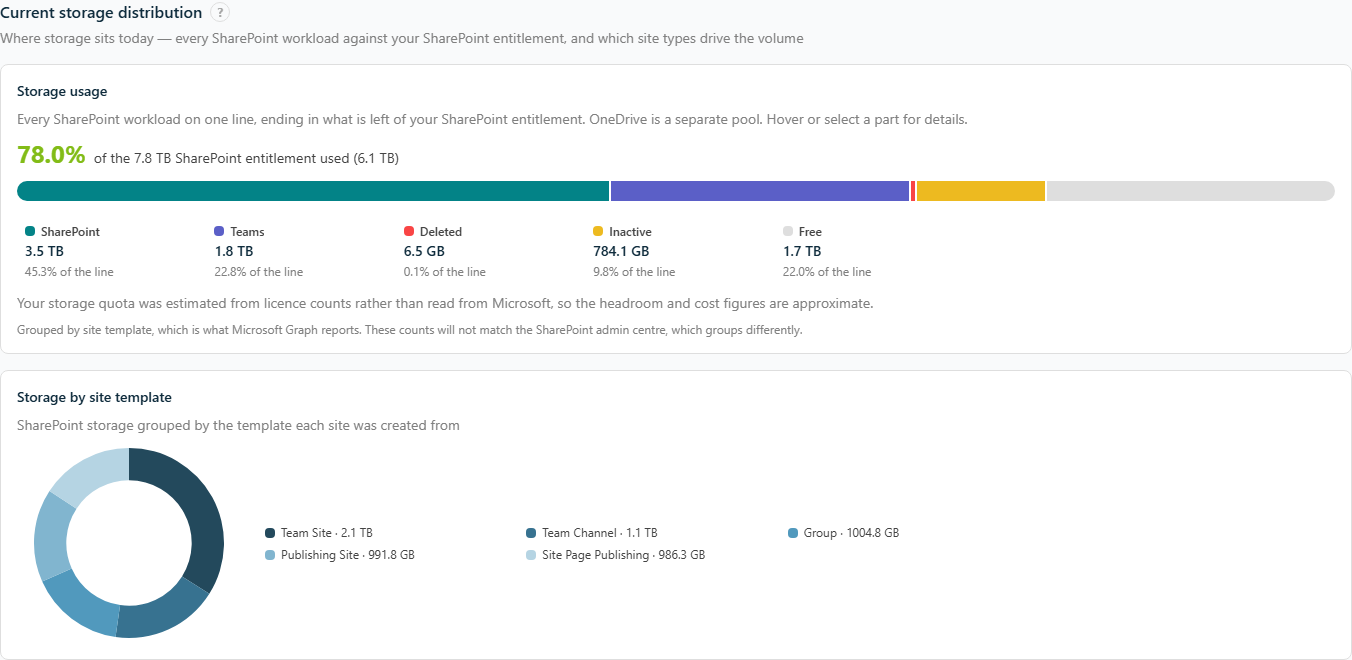 Current storage distribution ?
Where storage sits today — every SharePoint workload against your SharePoint entitlement, and which site types drive the volume
Storage usage
Every SharePoint workload on one line, ending in what is left of your SharePoint entitlement. OneDrive is a separate pool. Hover or select a part for details.
78.0% of the 7.8 TB SharePoint entitlement used (6.1 TB)
SharePoint
3.5 TB
45.3% of the line
Teams
1.8 TB
22.8% of the line
Deleted
6.5 GB
0.1% of the line
Inactive
784.1 GB
9.8% of the line
Free
1.7 TB
22.0% of the line
Your storage quota was estimated from licence counts rather than read from Microsoft, so the headroom and cost figures are approximate.
Grouped by site template, which is what Microsoft Graph reports. These counts will not match the SharePoint admin centre, which groups differently.
Storage by site template
SharePoint storage grouped by the template each site was created from
Team Site · 2.1 TB
Team Channel · 1.1 TB
Group · 1004.8 GB
Publishing Site · 991.8 GB
Site Page Publishing · 986.3 GB